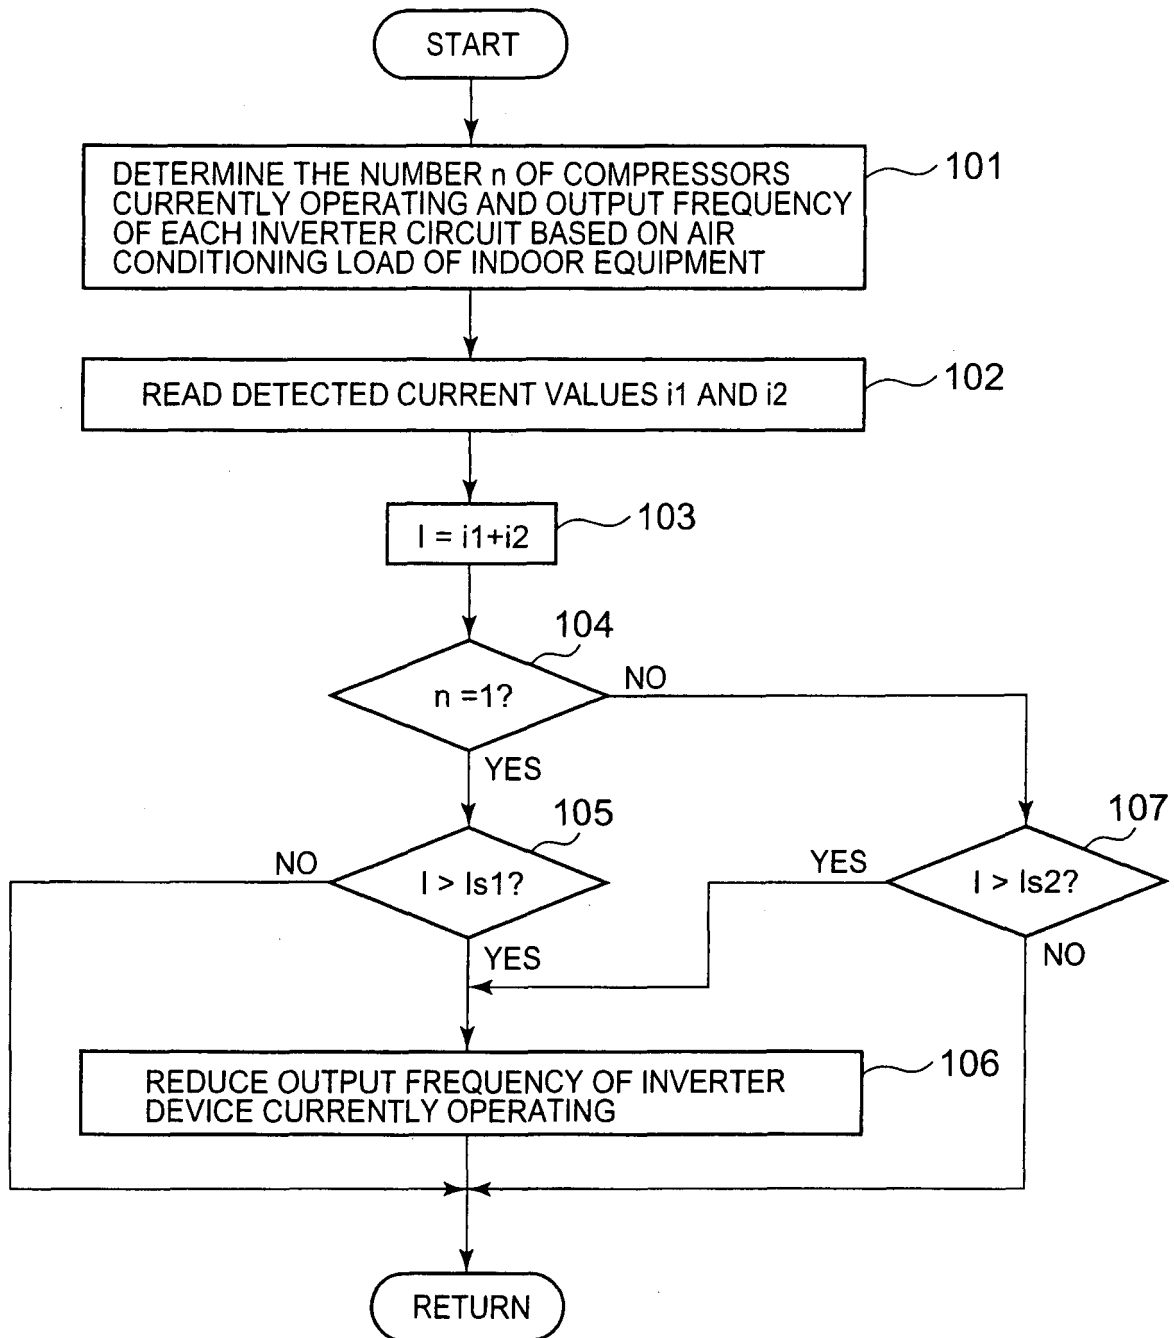 START
DETERMINE THE NUMBER n OF COMPRESSORS
CURRENTLY OPERATING AND OUTPUT FREQUENCY
OF EACH INVERTER CIRCUIT BASED ON AIR
CONDITIONING LOAD OF INDOOR EQUIPMENT
101
READ DETECTED CURRENT VALUES i1 AND i2
102
I = i1+i2
103
104
n =1?
NO
YES
105
107
NO
I > Is1?
YES
I > Is2?
YES
NO
REDUCE OUTPUT FREQUENCY OF INVERTER
DEVICE CURRENTLY OPERATING
106
RETURN